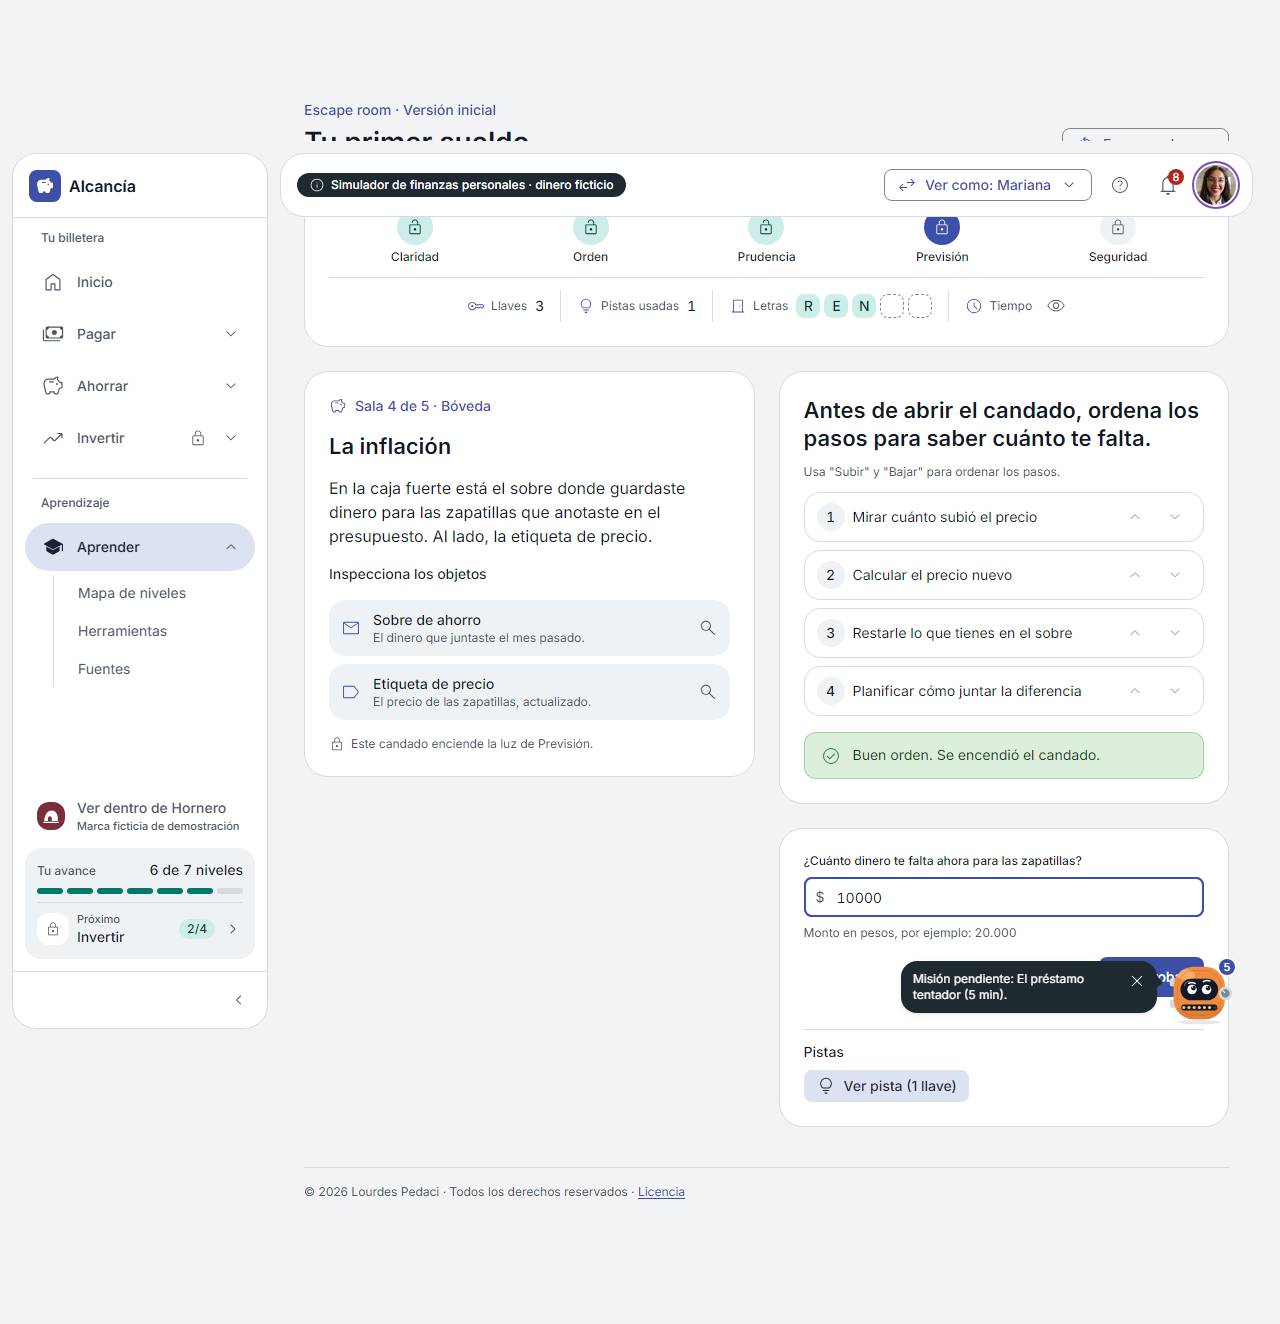 Escape room · Versión inicial
Tu primer sueldo
Alcancía
Simulador de finanzas personales · dinero ficticio
Ver como: Mariana
8
Tu billetera
Inicio
Pagar
Ahorrar
Invertir
Aprendizaje
Aprender
Mapa de niveles
Herramientas
Fuentes
Ver dentro de Hornero
Marca ficticia de demostración
Tu avance
6 de 7 niveles
Próximo
Invertir
2/4
Claridad
Orden
Prudencia
Previsión
Seguridad
Llaves 3
Pistas usadas 1
Letras R E N
Tiempo
Sala 4 de 5 · Bóveda
La inflación
En la caja fuerte está el sobre donde guardaste
dinero para las zapatillas que anotaste en el
presupuesto. Al lado, la etiqueta de precio.
Inspecciona los objetos
Sobre de ahorro
El dinero que juntaste el mes pasado.
Etiqueta de precio
El precio de las zapatillas, actualizado.
Este candado enciende la luz de Previsión.
Antes de abrir el candado, ordena los
pasos para saber cuánto te falta.
Usa "Subir" y "Bajar" para ordenar los pasos.
1 Mirar cuánto subió el precio
2 Calcular el precio nuevo
3 Restarle lo que tienes en el sobre
4 Planificar cómo juntar la diferencia
Buen orden. Se encendió el candado.
¿Cuánto dinero te falta ahora para las zapatillas?
$ 10000
Monto en pesos, por ejemplo: 20.000
Misión pendiente: El préstamo
tentador (5 min).
5
Pistas
Ver pista (1 llave)
© 2026 Lourdes Pedaci · Todos los derechos reservados · Licencia